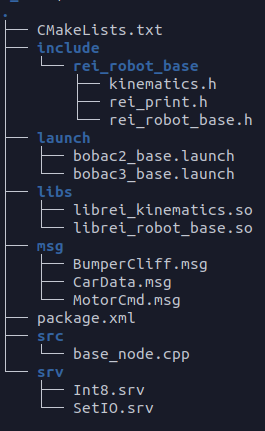 .
├── CMakeLists.txt
├── include
│   └── rei_robot_base
│       ├── kinematics.h
│       ├── rei_print.h
│       └── rei_robot_base.h
├── launch
│   ├── bobac2_base.launch
│   └── bobac3_base.launch
├── libs
│   ├── librei_kinematics.so
│   └── librei_robot_base.so
├── msg
│   ├── BumperCliff.msg
│   ├── CarData.msg
│   └── MotorCmd.msg
├── package.xml
├── src
│   └── base_node.cpp
└── srv
    ├── Int8.srv
    └── SetIO.srv